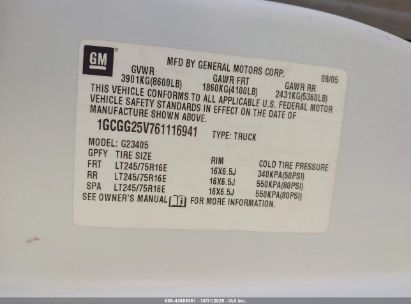 GM
MFD BY GENERAL MOTORS CORP. 08/05
GVWR GAWR FRT GAWR RR
3901KG(8600LB) 1860KG(4100LB) 2431KG(5360LB)
THIS VEHICLE CONFORMS TO ALL APPLICABLE U.S. FEDERAL MOTOR
VEHICLE SAFETY STANDARDS IN EFFECT ON THE DATE OF
MANUFACTURE SHOWN ABOVE.
1GCGG25V761116941 TYPE: TRUCK
MODEL: G23405
GPFY TIRE SIZE RIM COLD TIRE PRESSURE
FRT LT245/75R16E 16X6.5J 340KPA(50PSI)
RR LT245/75R16E 16X6.5J 550KPA(80PSI)
SPA LT245/75R16E 16X6.5J 550KPA(80PSI)
SEE OWNER'S MANUAL FOR MORE INFORMATION.